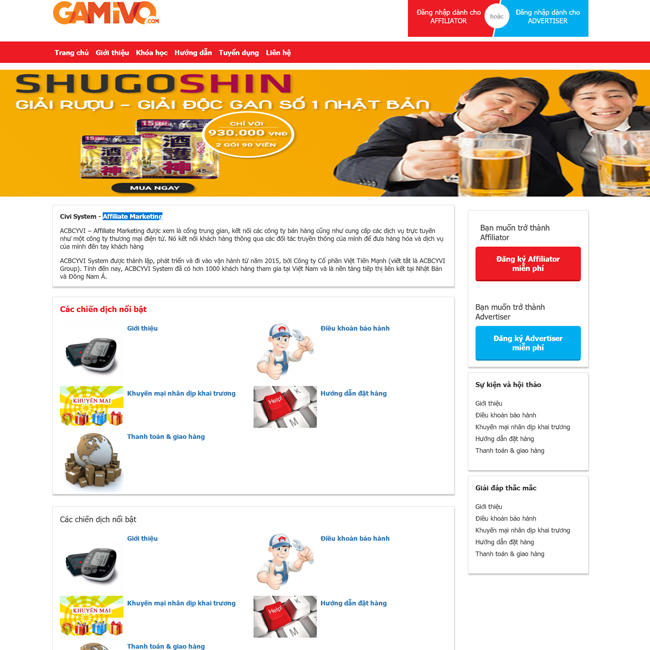 GAMIVO.COM
Đăng nhập dành cho
AFFILIATOR
hoặc
Đăng nhập dành cho
ADVERTISER
Trang chủ Giới thiệu Khóa học Hướng dẫn Tuyển dụng Liên hệ
SHUGOSHIN
GIẢI RƯỢU – GIẢI ĐỘC GAN SỐ 1 NHẬT BẢN
CHỈ VỚI
930.000 VNĐ
2 GÓI 90 VIÊN
MUA NGAY
Civi System - Affiliate Marketing
ACBCYVI – Affiliate Marketing được xem là cổng trung gian, kết nối các công ty bán hàng cũng như cung cấp các dịch vụ trực tuyến
như một công ty thương mại điện tử. Nó kết nối khách hàng thông qua các đối tác truyền thông của mình để đưa hàng hóa và dịch vụ
của mình đến tay khách hàng
ACBCYVI System được thành lập, phát triển và đi vào vận hành từ năm 2015, bởi Công ty Cổ phần Việt Tiến Mạnh (viết tắt là ACBCYVI
Group). Tính đến nay, ACBCYVI System đã có hơn 1000 khách hàng tham gia tại Việt Nam và là nền tảng tiếp thị liên kết tại Nhật Bản
và Đông Nam Á.
Bạn muốn trở thành
Affiliator
Đăng ký Affiliator
miễn phí
Bạn muốn trở thành
Advertiser
Đăng ký Advertiser
miễn phí
Các chiến dịch nổi bật
Giới thiệu
Điều khoản bảo hành
KHUYẾN MẠI
Khuyến mại nhân dịp khai trương
Help!
Hướng dẫn đặt hàng
Thanh toán & giao hàng
Sự kiện và hội thảo
Giới thiệu
Điều khoản bảo hành
Khuyến mại nhân dịp khai trương
Hướng dẫn đặt hàng
Thanh toán & giao hàng
Giải đáp thắc mắc
Giới thiệu
Điều khoản bảo hành
Khuyến mại nhân dịp khai trương
Hướng dẫn đặt hàng
Thanh toán & giao hàng
Các chiến dịch nổi bật
Giới thiệu
Điều khoản bảo hành
KHUYẾN MẠI
Khuyến mại nhân dịp khai trương
Help!
Hướng dẫn đặt hàng
Thanh toán & giao hàng